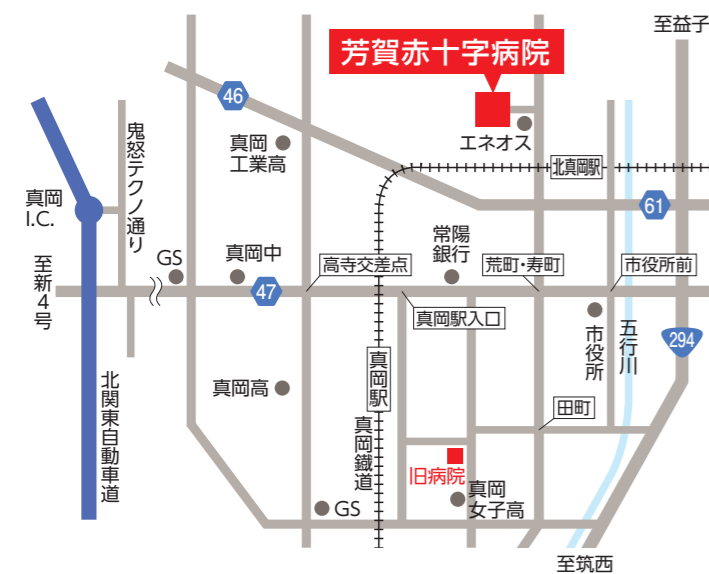 至益子
芳賀赤十字病院
46
エネオス
真岡
工業高
鬼怒テクノ通り
北真岡駅
真岡
I.C.
61
常陽
銀行
GS
真岡中
高寺交差点
荒町・寿町
市役所前
至新4号
47
真岡駅入口
市役所
五行川
294
真岡駅
真岡高
北関東自動車道
田町
真岡鐵道
旧病院
真岡
女子高
GS
至筑西